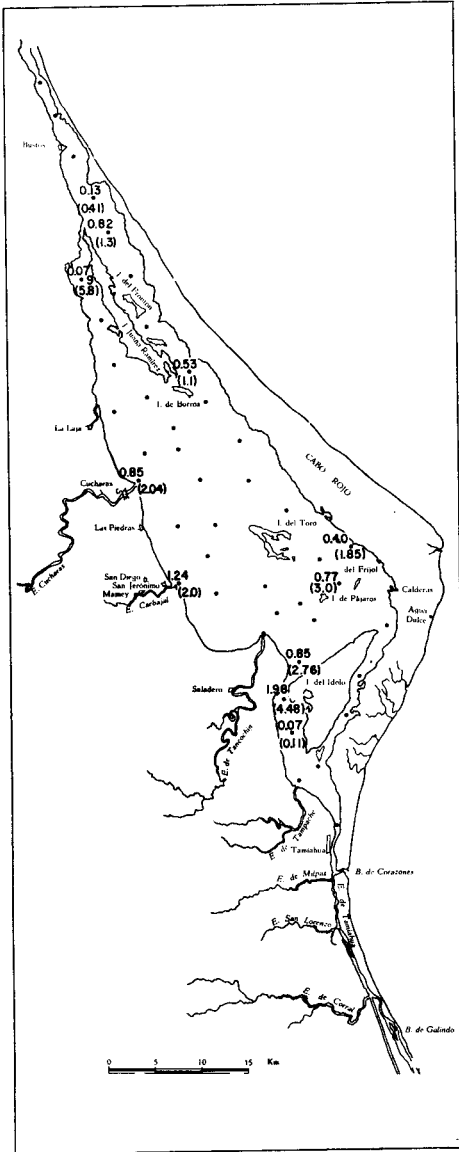 Bustos
0.13
(0.41)
0.82
(1.3)
0.07
9
(5.8)
I. del Frontón
I. Juana Ramírez
0.53
(1.1)
I. de Burros
La Laja
CABO ROJO
0.85
Cucharas
(2.04)
I. del Toro
Las Piedras
0.40
(1.85)
E. Cucharas
del Frijol
San Diego
1.24
0.77
San Jerónimo
(2.0)
(3.0)
Calderas
Mamey
I. de Pájaros
E. Carbajal
Agua
Dulce
0.85
(2.76)
Saladero
1.98
I. del Idolo
(4.48)
0.07
(0.11)
E. de Tancochin
E. de Tampache
Tamiahua
B. de Corazones
E. de Milpas
E. de Tamiahua
E. San Lorenzo
E. de Corral
B. de Galindo
0 5 10 15 Km